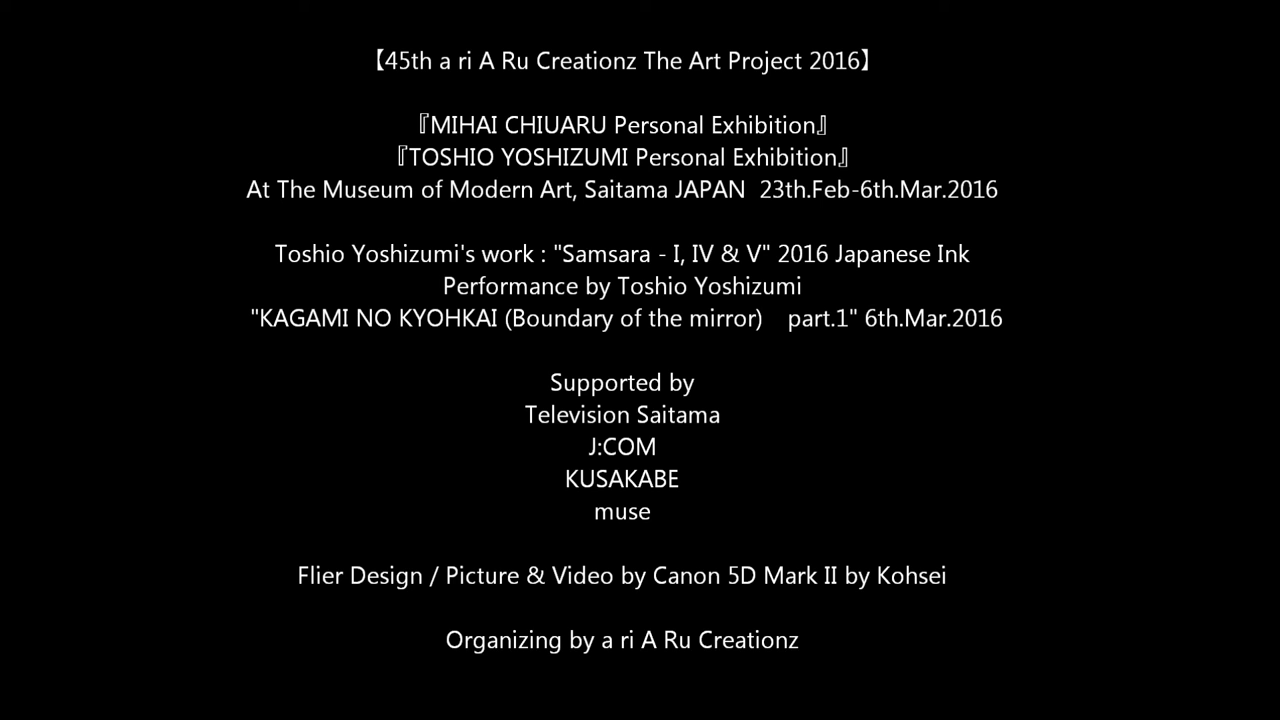 【45th a ri A Ru Creationz The Art Project 2016】
『MIHAI CHIUARU Personal Exhibition』
『TOSHIO YOSHIZUMI Personal Exhibition』
At The Museum of Modern Art, Saitama JAPAN  23th.Feb-6th.Mar.2016
Toshio Yoshizumi's work : "Samsara - I, IV & V" 2016 Japanese Ink
Performance by Toshio Yoshizumi
"KAGAMI NO KYOHKAI (Boundary of the mirror)　part.1" 6th.Mar.2016
Supported by
Television Saitama
J:COM
KUSAKABE
muse
Flier Design / Picture & Video by Canon 5D Mark II by Kohsei
Organizing by a ri A Ru Creationz